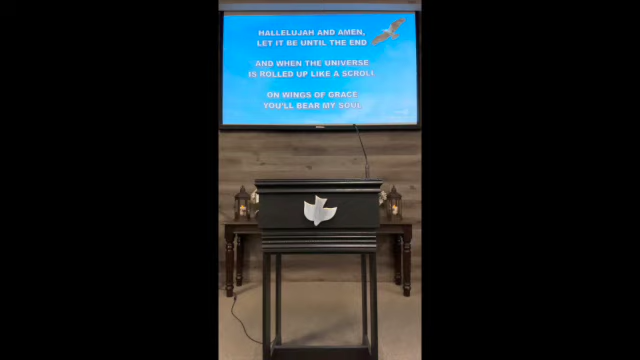 HALLELUJAH AND AMEN,
LET IT BE UNTIL THE END
AND WHEN THE UNIVERSE
IS ROLLED UP LIKE A SCROLL
ON WINGS OF GRACE
YOU'LL BEAR MY SOUL